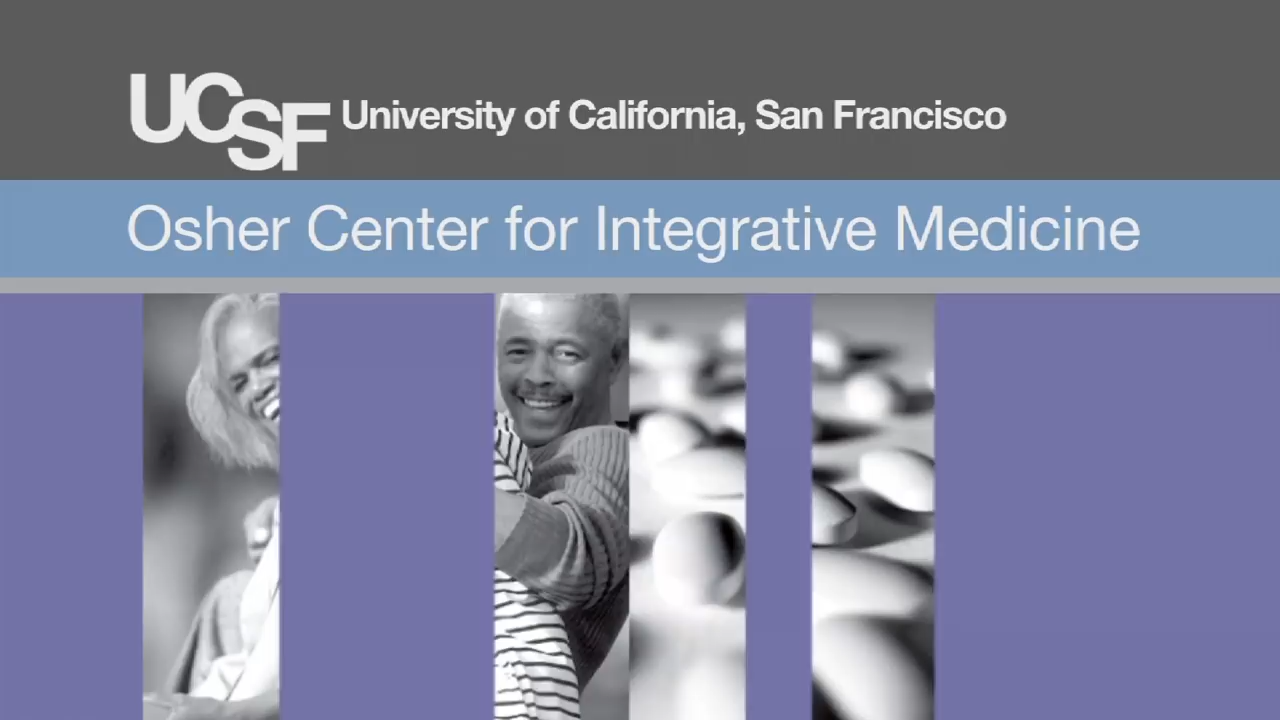 UCSF University of California, San Francisco
Osher Center for Integrative Medicine